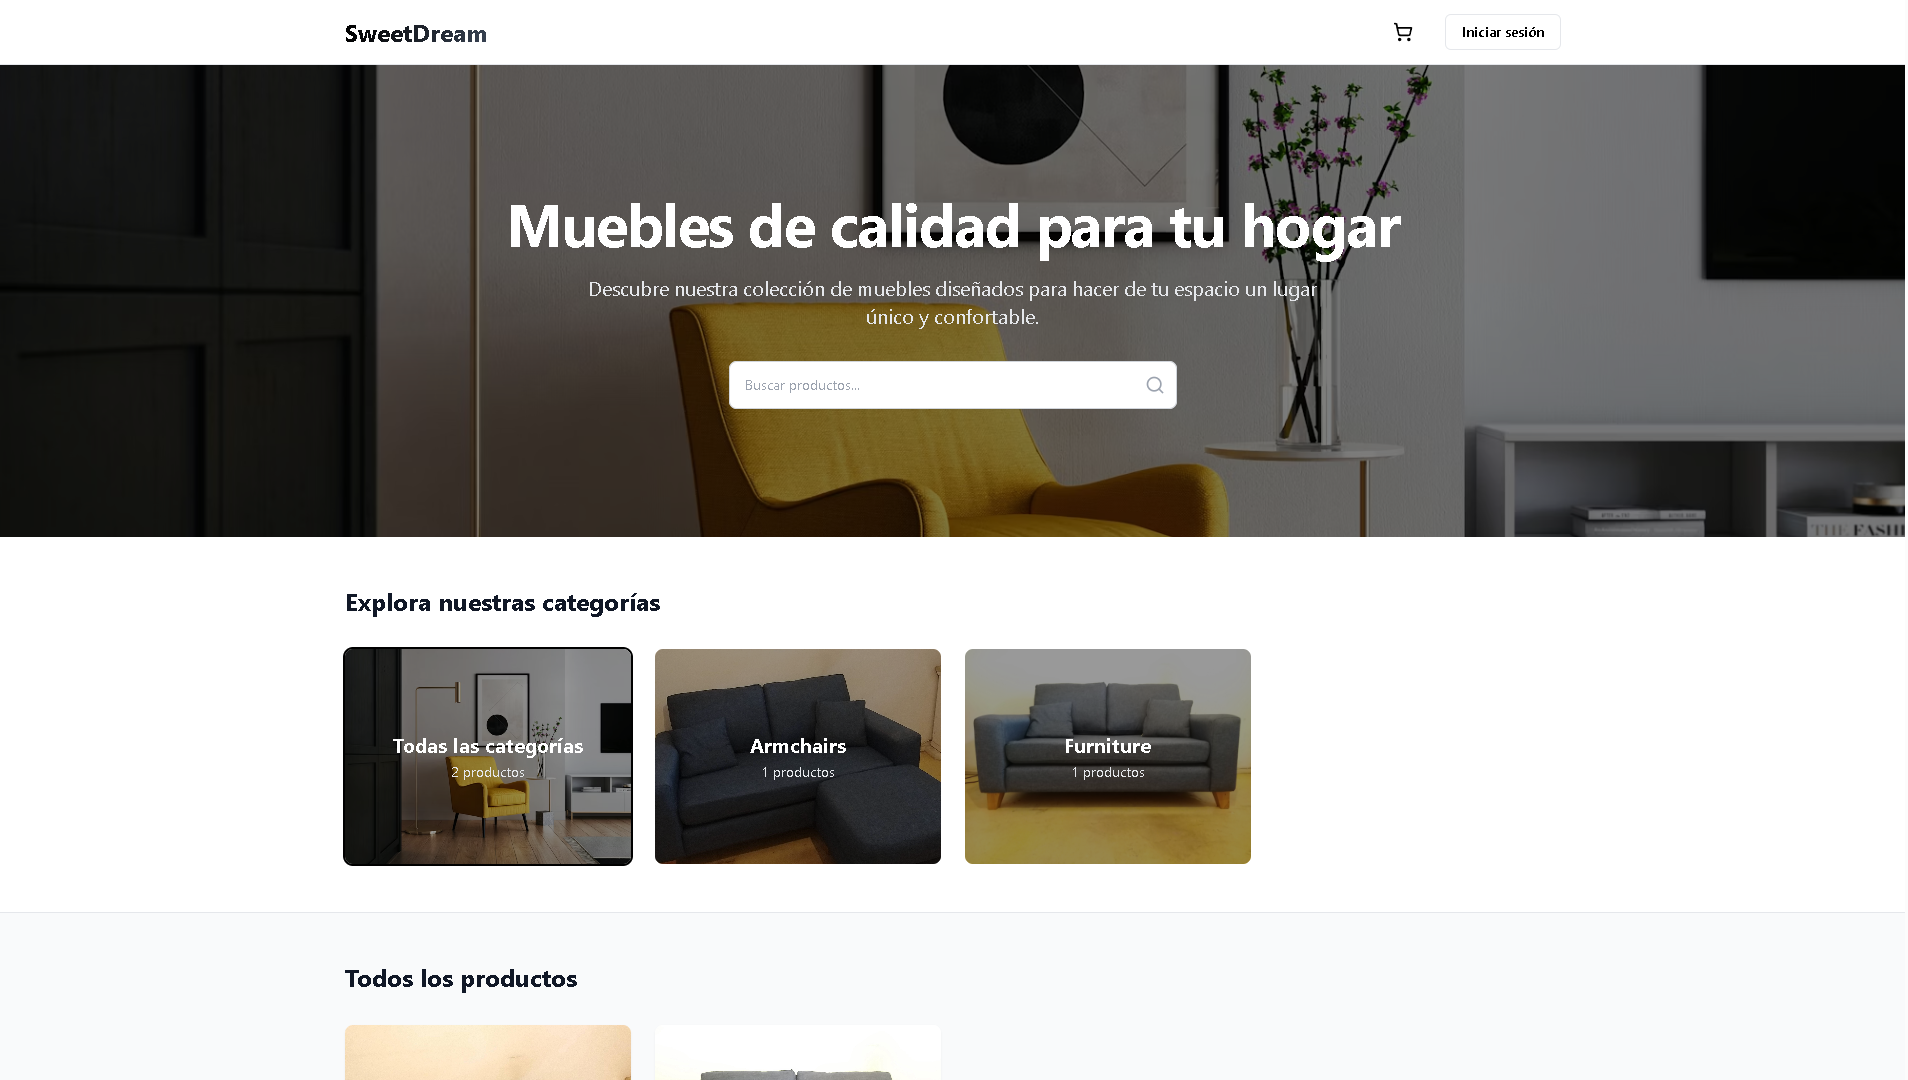 SweetDream
Iniciar sesión
Muebles de calidad para tu hogar
Descubre nuestra colección de muebles diseñados para hacer de tu espacio un lugar
único y confortable.
Buscar productos...
THE FASHI
Explora nuestras categorías
Todas las categorías
2 productos
Armchairs
1 productos
Furniture
1 productos
Todos los productos